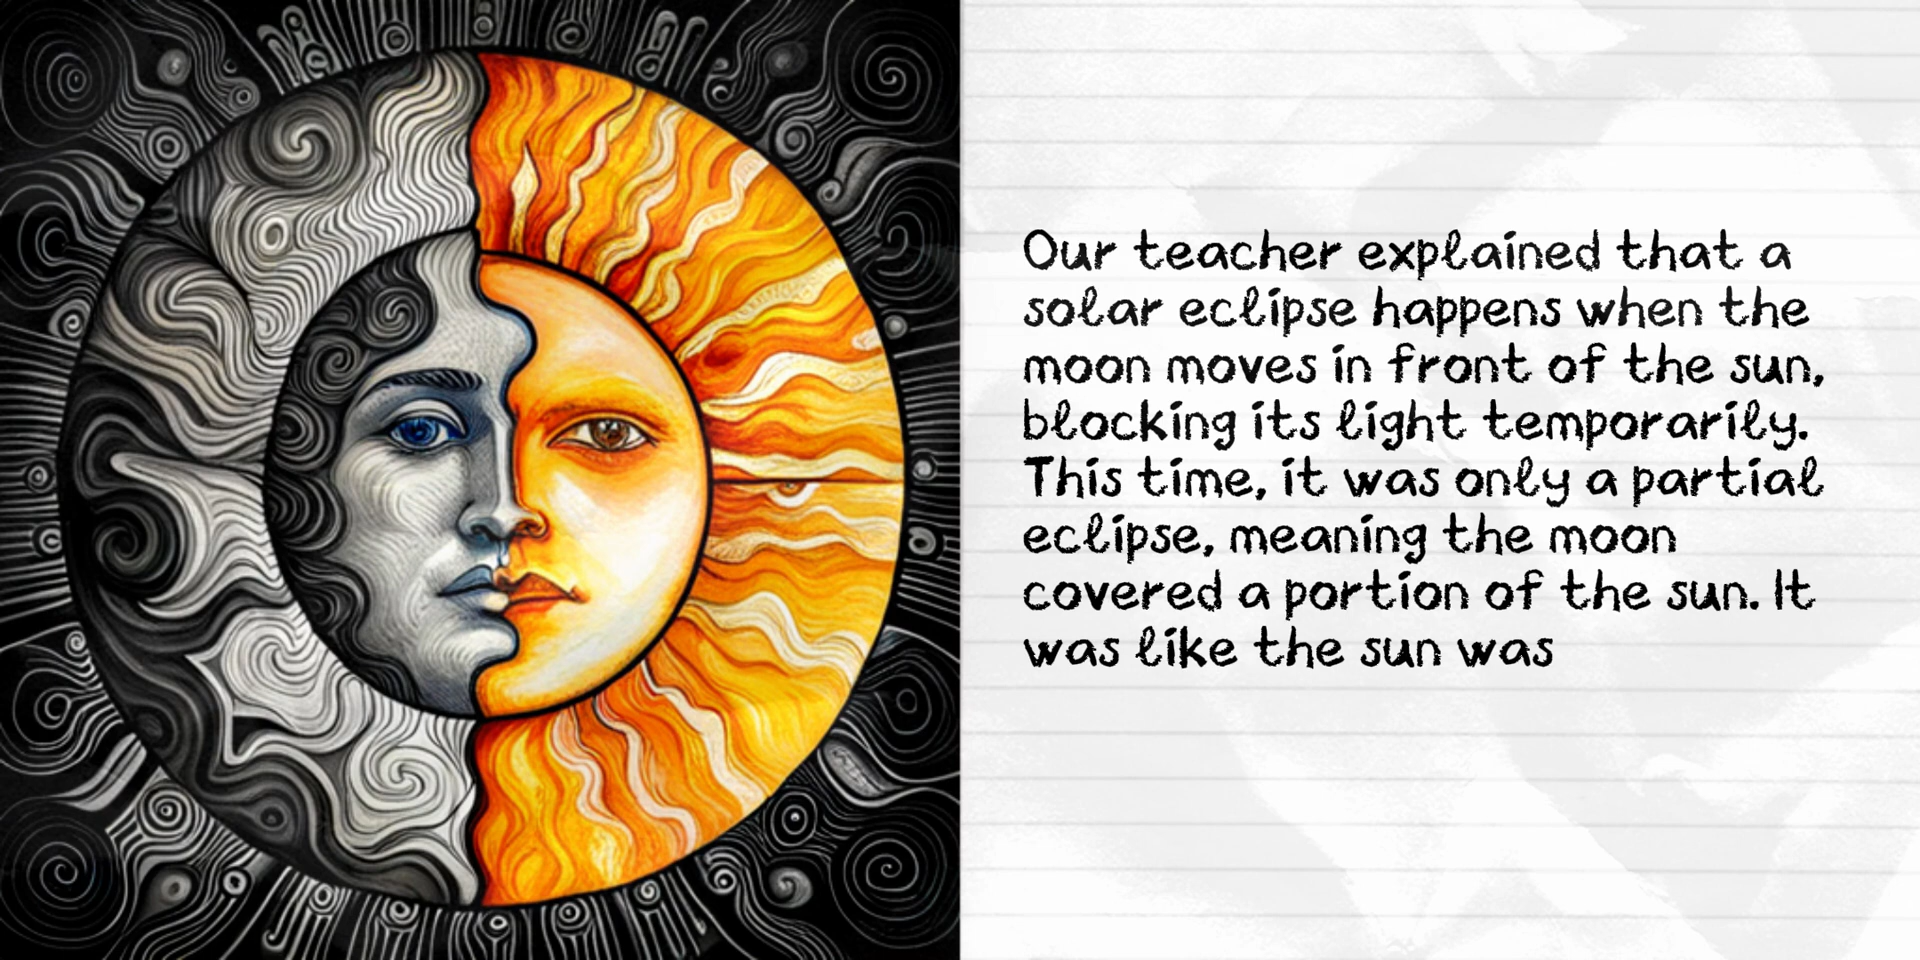 Our teacher explained that a
solar eclipse happens when the
moon moves in front of the sun,
blocking its light temporarily.
This time, it was only a partial
eclipse, meaning the moon
covered a portion of the sun. It
was like the sun was